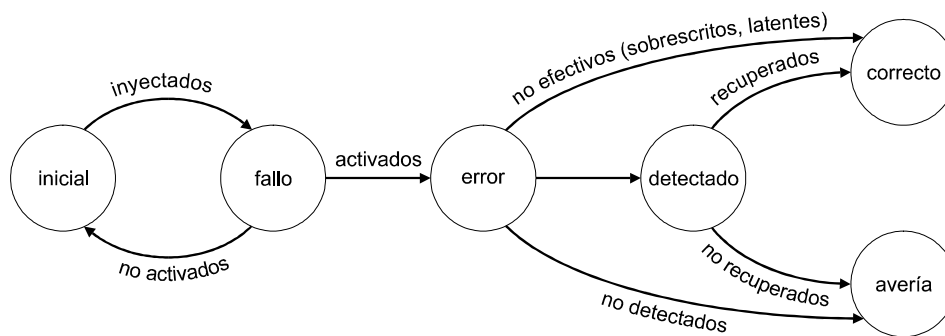 no efectivos (sobrescritos, latentes)
recuperados
correcto
inyectados
activados
inicial
fallo
error
detectado
no activados
no recuperados
no detectados
avería